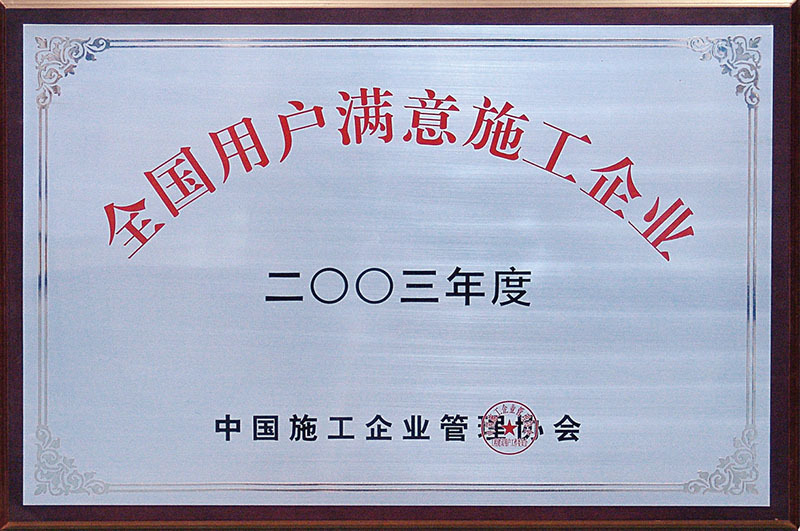 全国用户满意施工企业
二〇〇三年度
中国施工企业管理协会